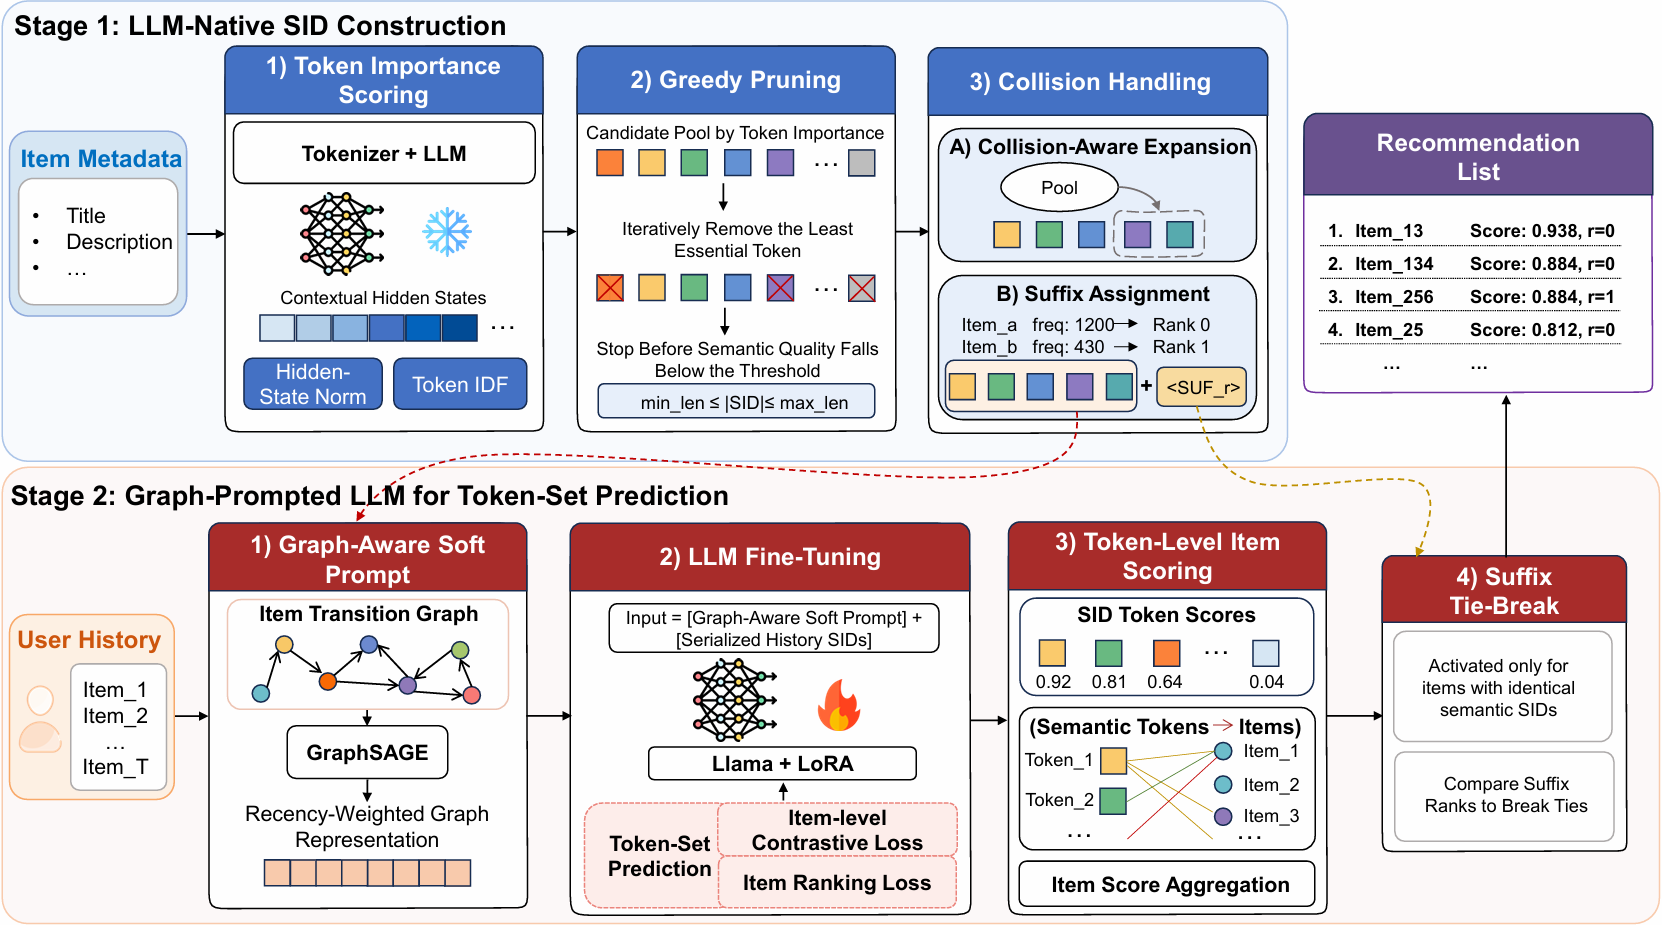 Stage 1: LLM-Native SID Construction
Item Metadata
• Title
• Description
• ...
1) Token Importance
Scoring
Tokenizer + LLM
Contextual Hidden States
...
Hidden-
State Norm
Token IDF
2) Greedy Pruning
Candidate Pool by Token Importance
...
Iteratively Remove the Least
Essential Token
...
Stop Before Semantic Quality Falls
Below the Threshold
min_len ≤ |SID|≤ max_len
3) Collision Handling
A) Collision-Aware Expansion
Pool
B) Suffix Assignment
Item_a freq: 1200 Rank 0
Item_b freq: 430 Rank 1
+ <SUF_r>
Recommendation
List
1. Item_13 Score: 0.938, r=0
2. Item_134 Score: 0.884, r=0
3. Item_256 Score: 0.884, r=1
4. Item_25 Score: 0.812, r=0
... ...
Stage 2: Graph-Prompted LLM for Token-Set Prediction
User History
Item_1
Item_2
...
Item_T
1) Graph-Aware Soft
Prompt
Item Transition Graph
GraphSAGE
Recency-Weighted Graph
Representation
2) LLM Fine-Tuning
Input = [Graph-Aware Soft Prompt] +
[Serialized History SIDs]
Llama + LoRA
Token-Set
Prediction
Item-level
Contrastive Loss
Item Ranking Loss
3) Token-Level Item
Scoring
SID Token Scores
...
0.92 0.81 0.64 0.04
(Semantic Tokens → Items)
Token_1 Item_1
Item_2
Token_2 Item_3
... ...
Item Score Aggregation
4) Suffix
Tie-Break
Activated only for
items with identical
semantic SIDs
Compare Suffix
Ranks to Break Ties